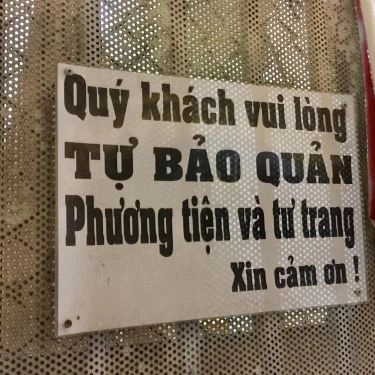 Quý khách vui lòng
TỰ BẢO QUẢN
Phương tiện và tư trang
Xin cảm ơn !